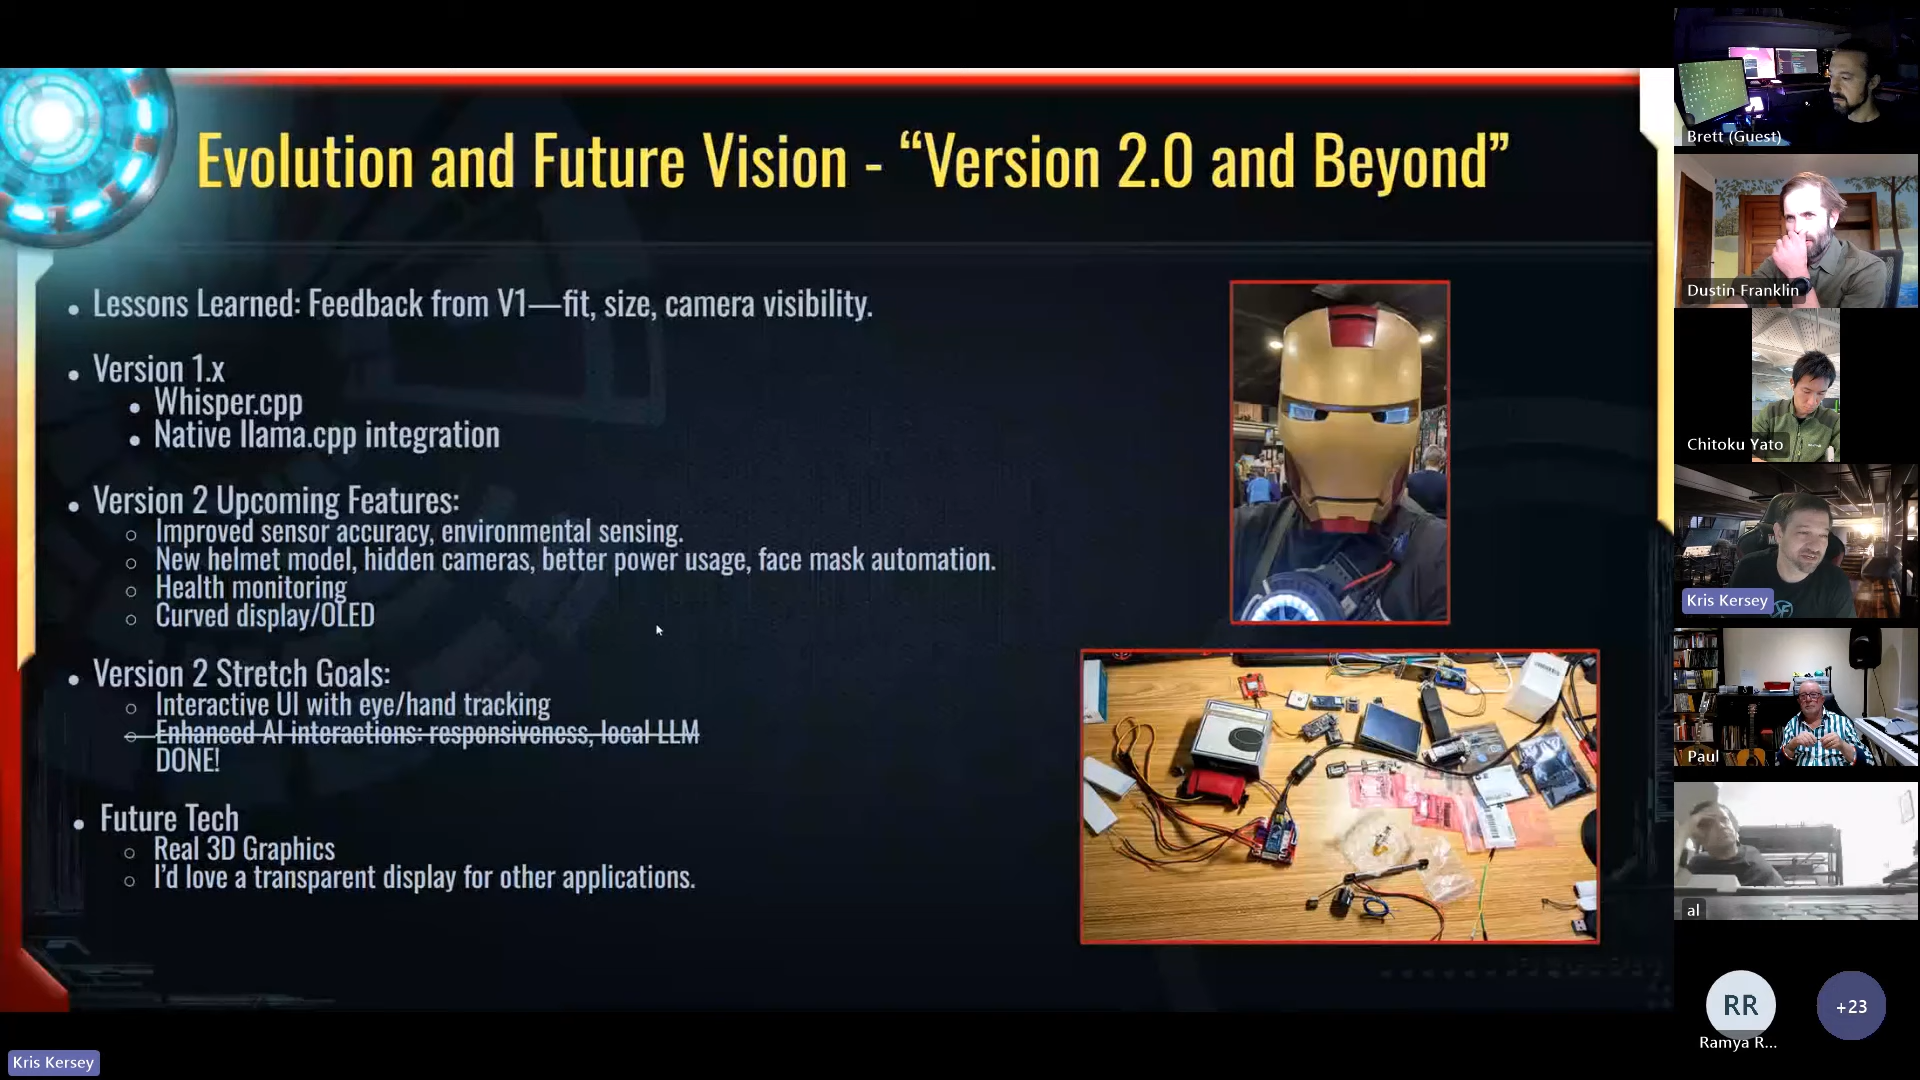 Evolution and Future Vision - “Version 2.0 and Beyond”
Lessons Learned: Feedback from V1—fit, size, camera visibility.
Version 1.x
Whisper.cpp
Native llama.cpp integration
Version 2 Upcoming Features:
Improved sensor accuracy, environmental sensing.
New helmet model, hidden cameras, better power usage, face mask automation.
Health monitoring
Curved display/OLED
Version 2 Stretch Goals:
Interactive UI with eye/hand tracking
Enhanced AI interactions: responsiveness, local LLM
DONE!
Future Tech
Real 3D Graphics
I’d love a transparent display for other applications.
Kris Kersey
Brett (Guest)
Dustin Franklin
Chitoku Yato
Kris Kersey
Paul
al
RR
Ramya R...
+23